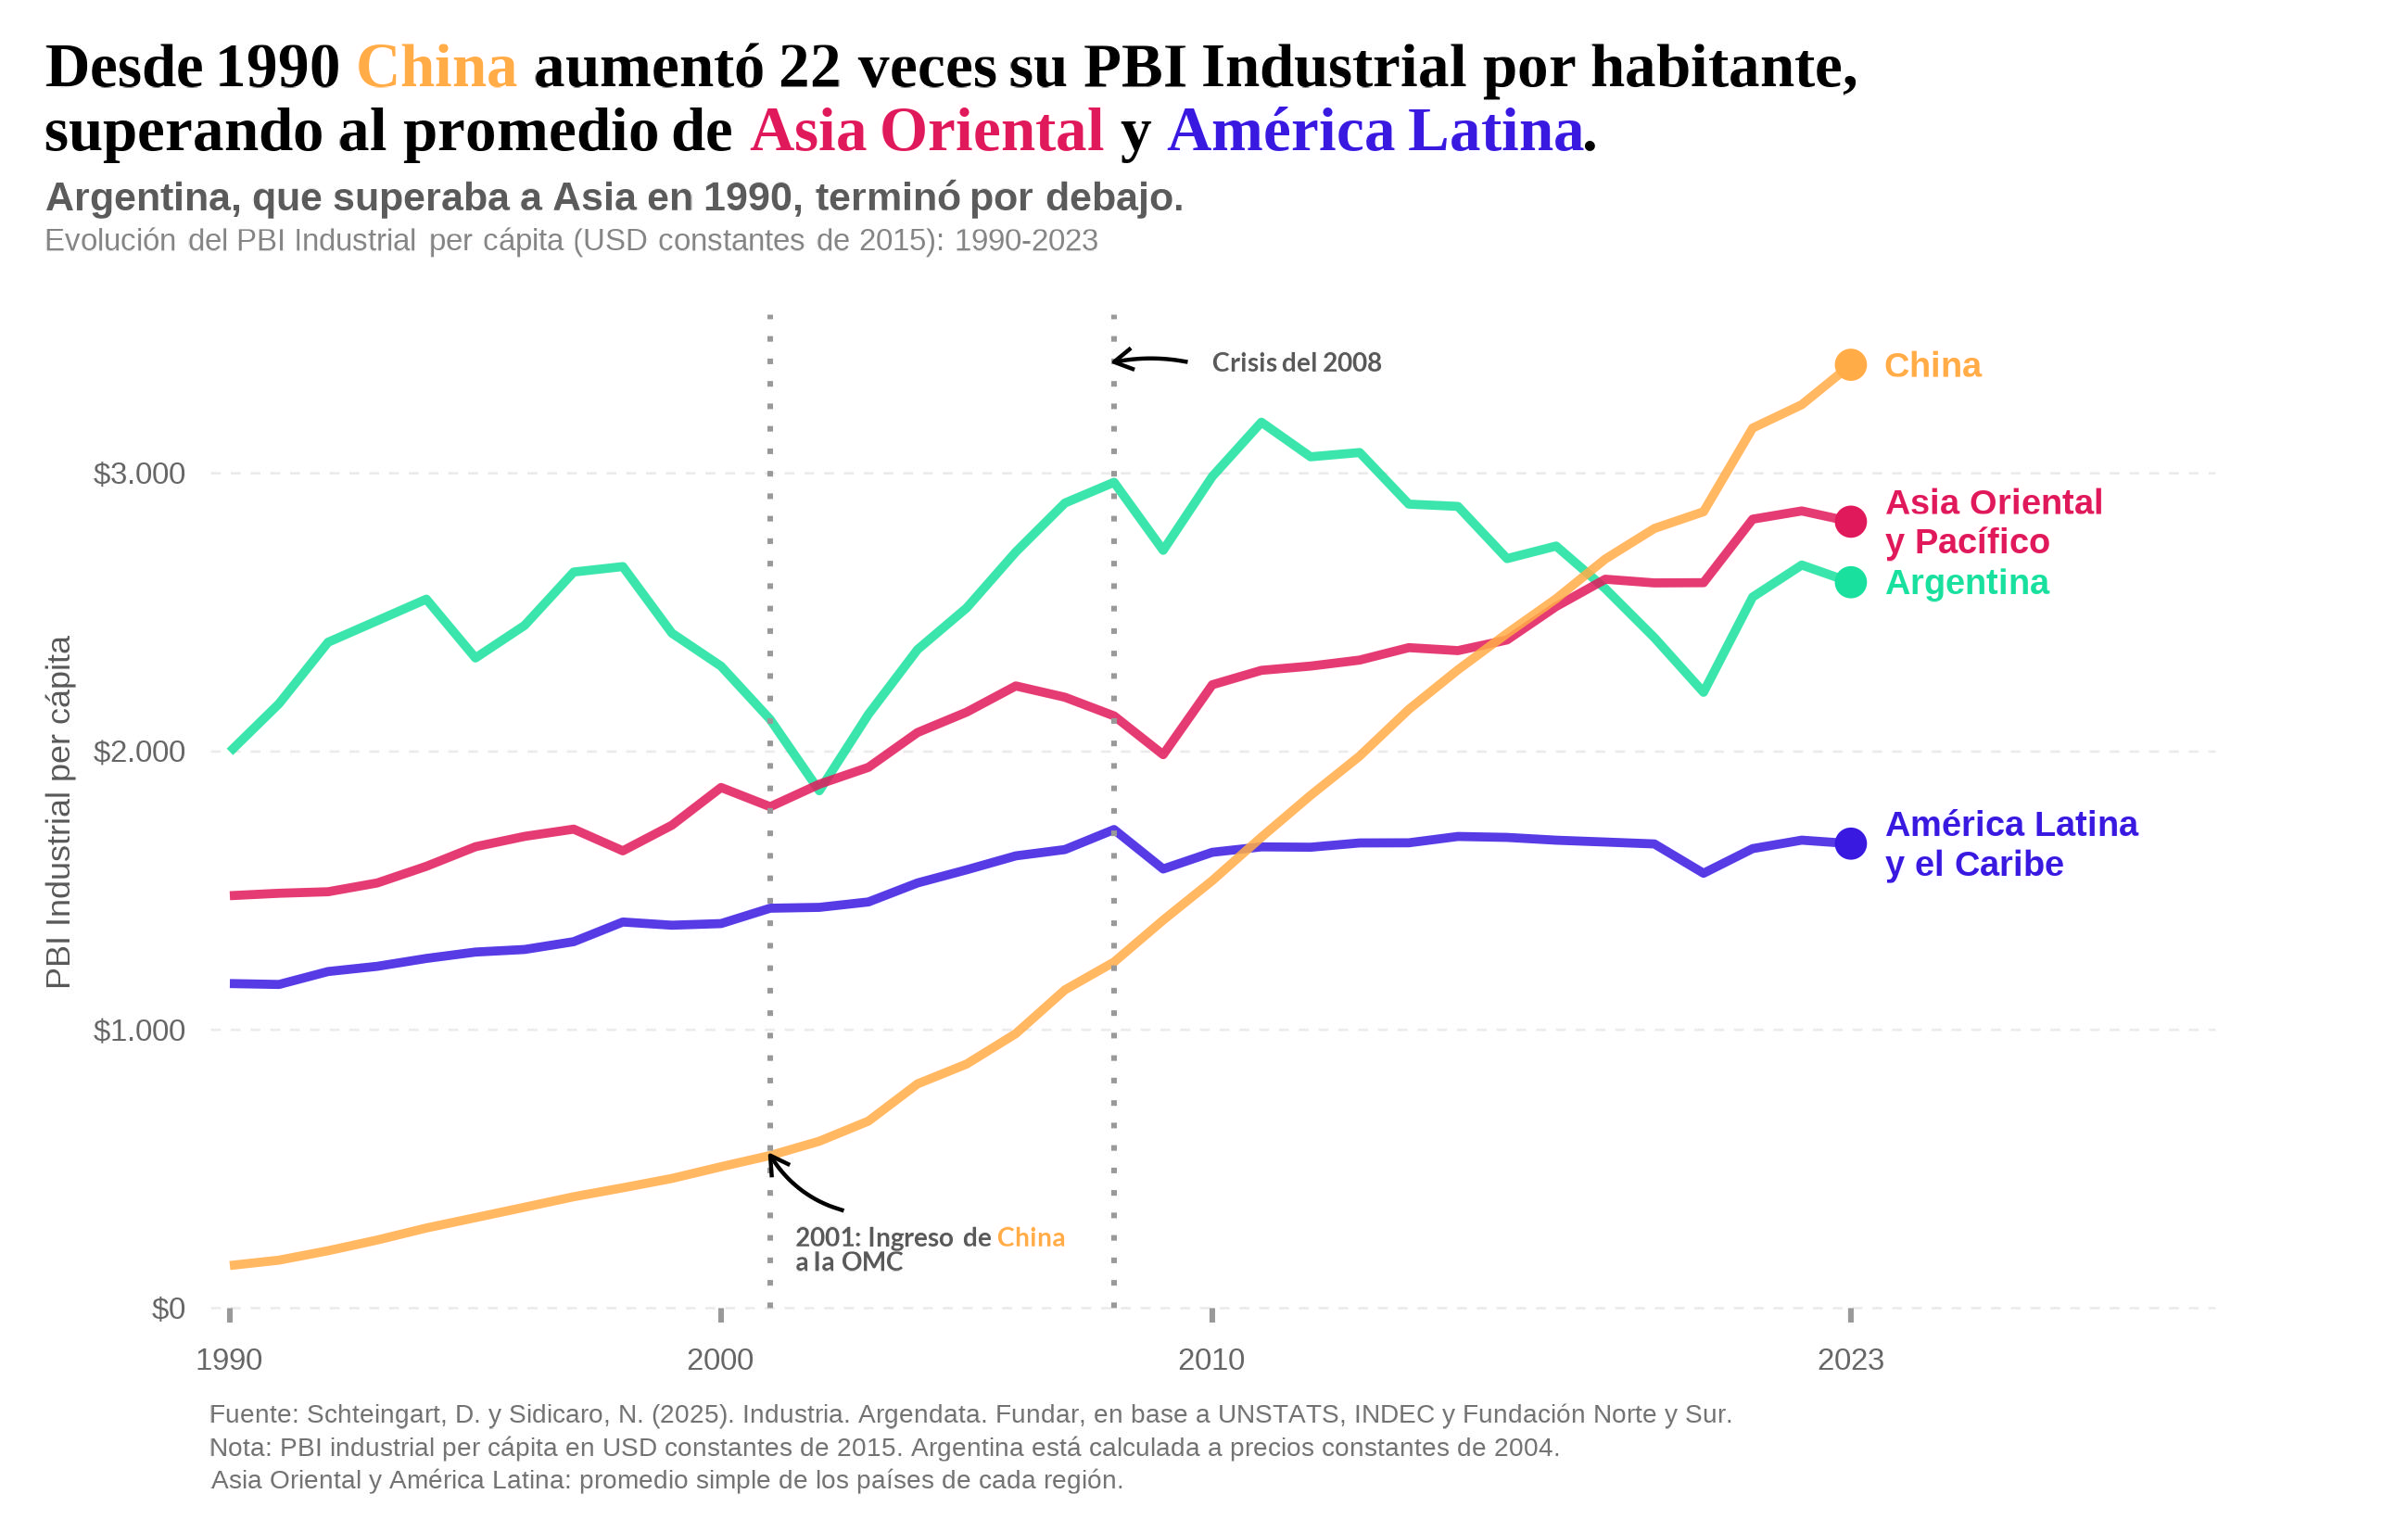 Desde 1990 China aumentó 22 veces su PBI Industrial por habitante,
superando al promedio de Asia Oriental y América Latina.
Argentina, que superaba a Asia en 1990, terminó por debajo.
Evolución del PBI Industrial per cápita (USD constantes de 2015): 1990-2023
Crisis del 2008
China
$3.000
Asia Oriental
y Pacífico
Argentina
PBI Industrial per cápita
$2.000
América Latina
y el Caribe
$1.000
2001: Ingreso de China
a la OMC
$0
1990
2000
2010
2023
Fuente: Schteingart, D. y Sidicaro, N. (2025). Industria. Argendata. Fundar, en base a UNSTATS, INDEC y Fundación Norte y Sur.
Nota: PBI industrial per cápita en USD constantes de 2015. Argentina está calculada a precios constantes de 2004.
Asia Oriental y América Latina: promedio simple de los países de cada región.